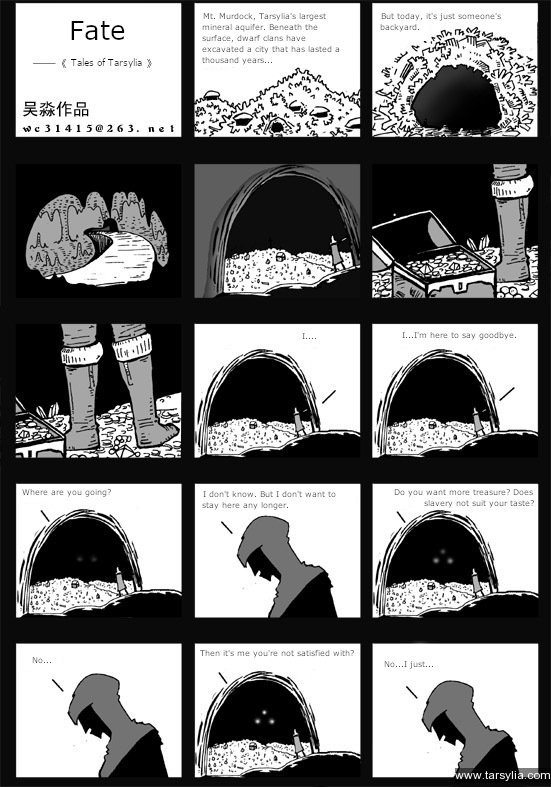 Fate
——《 Tales of Tarsylia 》
吴淼作品
wc31415@263.net
Mt. Murdock, Tarsylia's largest
mineral aquifer. Beneath the
surface, dwarf clans have
excavated a city that has lasted a
thousand years...
But today, it's just someone's
backyard.
I....
I...I'm here to say goodbye.
Where are you going?
I don't know. But I don't want to
stay here any longer.
Do you want more treasure? Does
slavery not suit your taste?
No...
Then it's me you're not satisfied with?
No...I just...
www.tarsylia.com